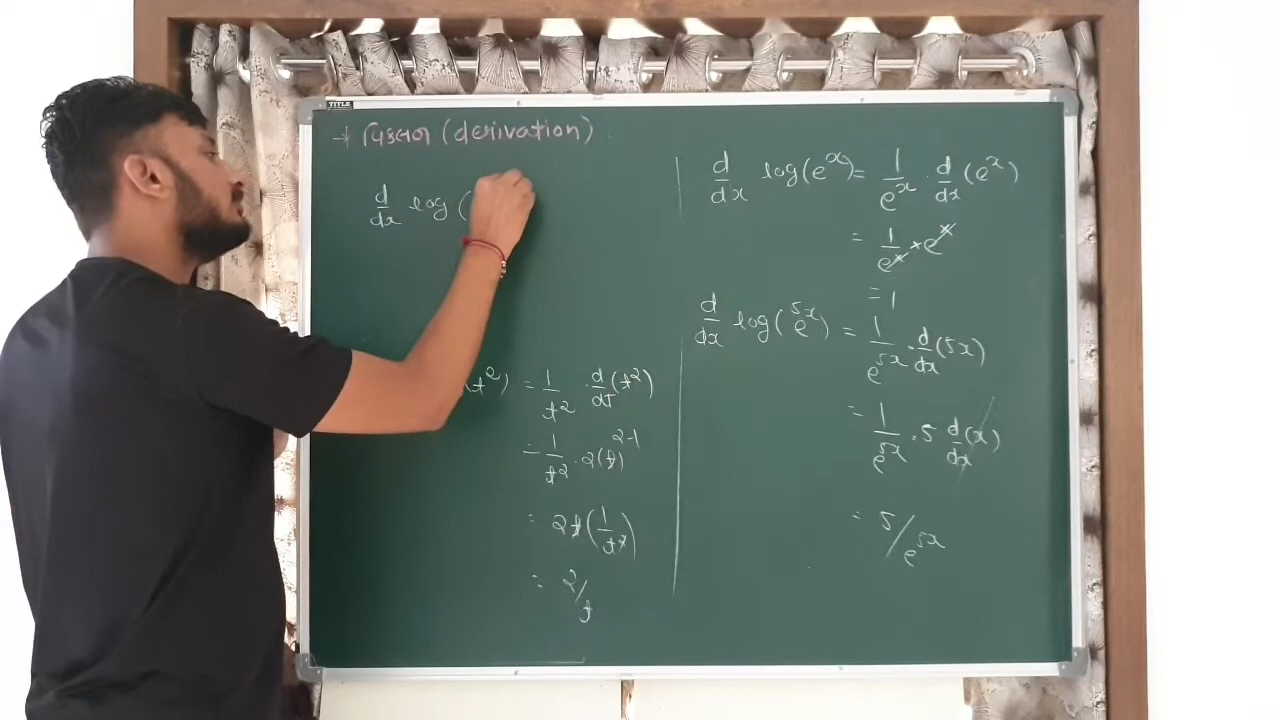 TITLE
* વિકલન (derivation)
d/dx log (
(t²) = 1/t² · d/dt (t²)
= 1/t² · 2(t)²⁻¹
= 2t (1/t·t)
= 2/t
d/dx log(eˣ) = 1/eˣ · d/dx (eˣ)
= 1/eˣ × eˣ
= 1
d/dx log(e⁵ˣ) = 1/e⁵ˣ · d/dx (5x)
= 1/e⁵ˣ · 5 d/dx (x)
= 5/e⁵ˣ